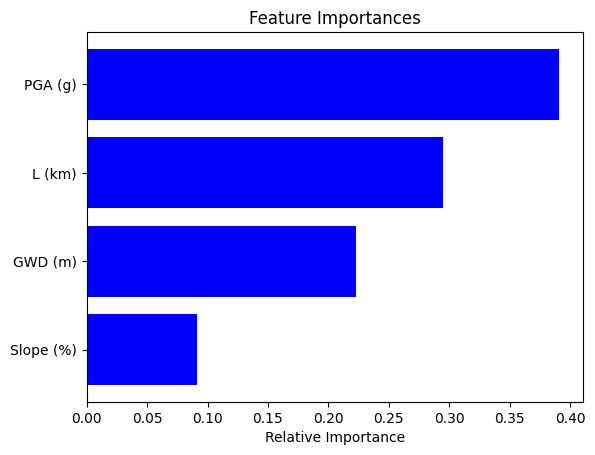 Feature Importances
PGA (g)
L (km)
GWD (m)
Slope (%)
0.00 0.05 0.10 0.15 0.20 0.25 0.30 0.35 0.40
Relative Importance